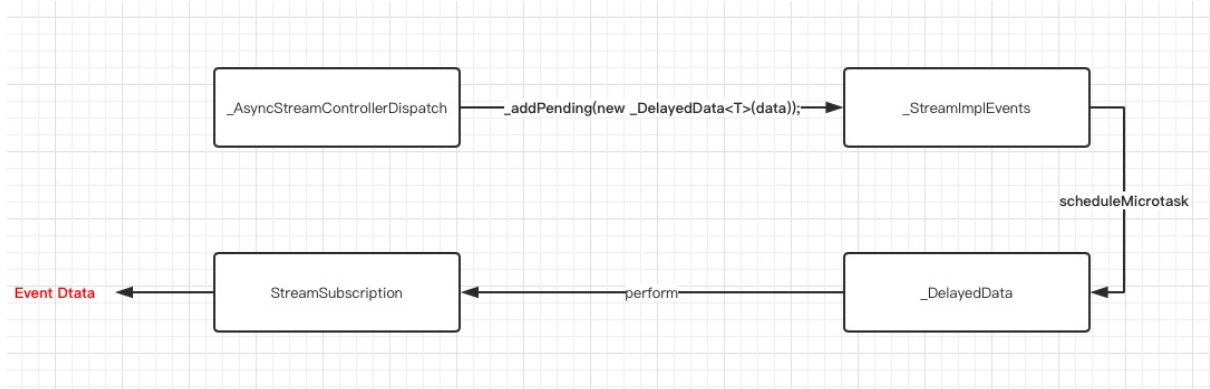 _AsyncStreamControllerDispatch
_addPending(new _DelayedData<T>(data));
_StreamImplEvents
scheduleMicrotask
_DelayedData
perform
StreamSubscription
Event Dtata